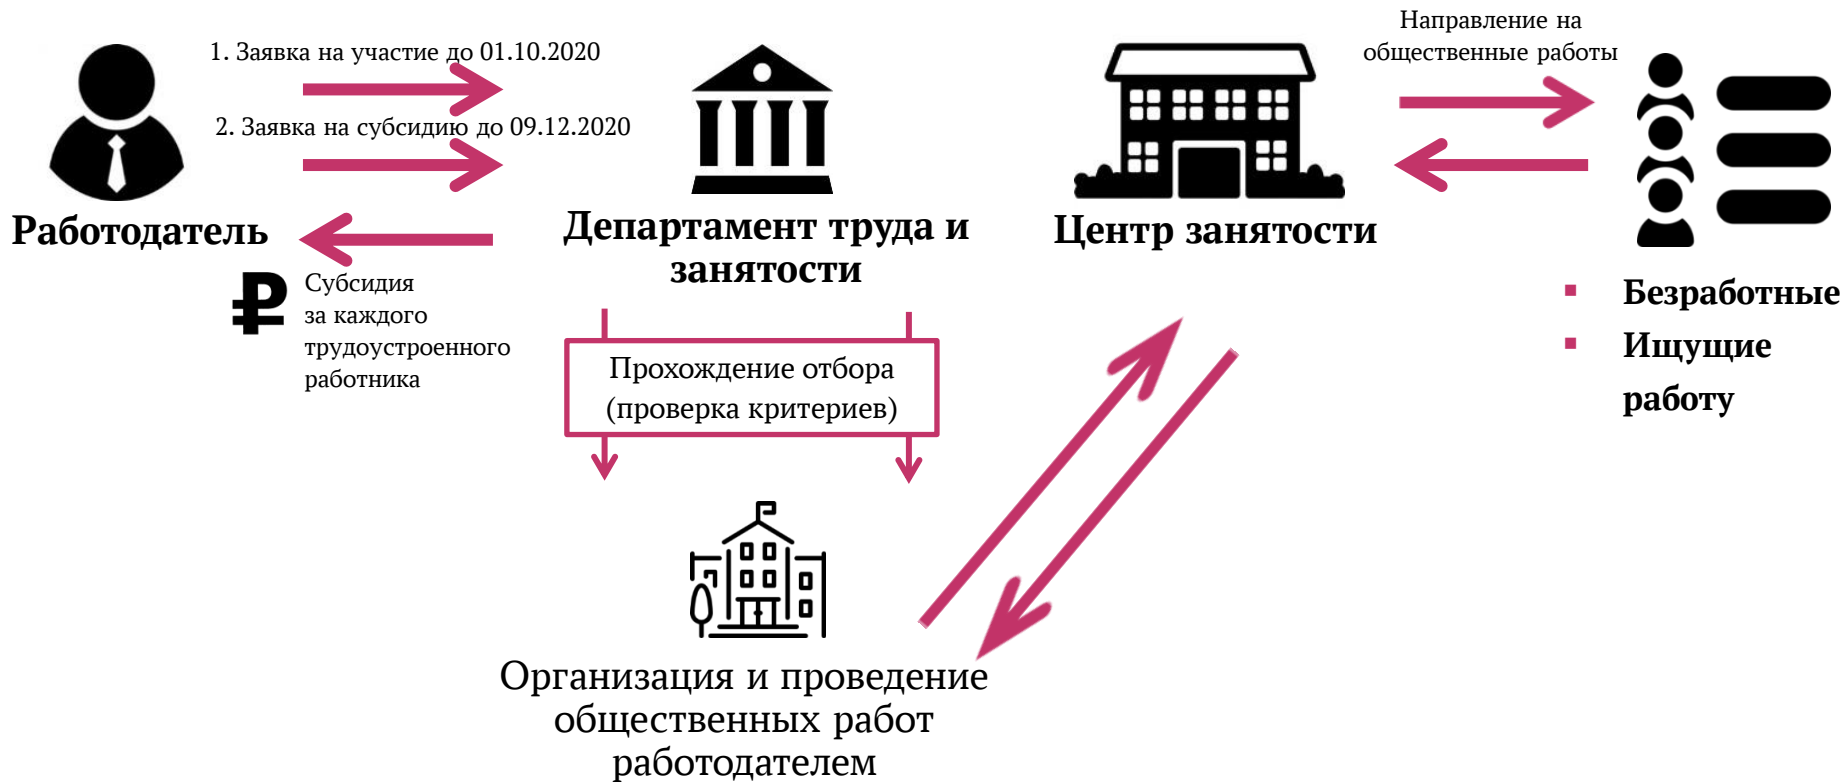 1. Заявка на участие до 01.10.2020
2. Заявка на субсидию до 09.12.2020
Работодатель
₽
Субсидия
за каждого
трудоустроенного
работника
Департамент труда и
занятости
Прохождение отбора
(проверка критериев)
Организация и проведение
общественных работ
работодателем
Центр занятости
Направление на
общественные работы
▪ Безработные
▪ Ищущие
работу